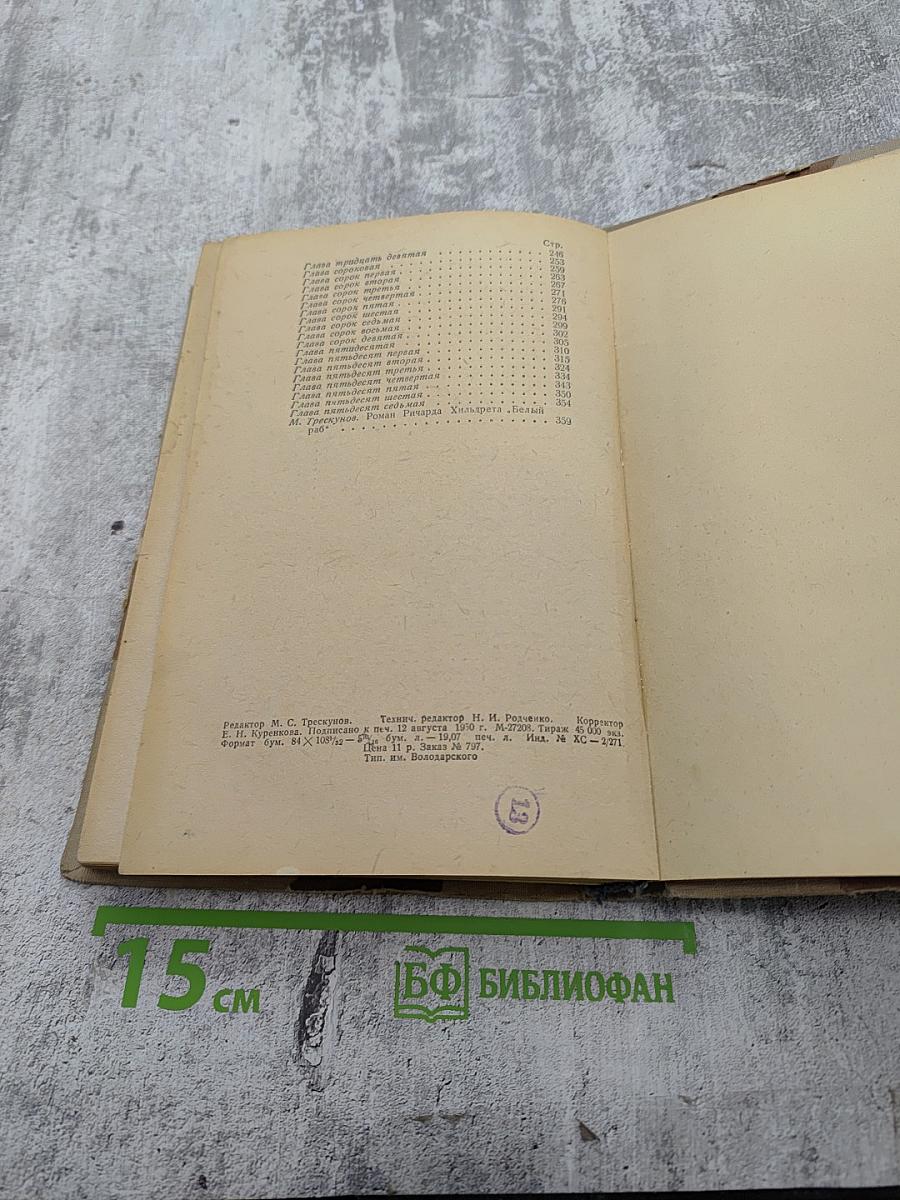 Стр.
Глава тридцать девятая 246
Глава сороковая 253
Глава сорок первая 259
Глава сорок вторая 263
Глава сорок третья 267
Глава сорок четвертая 271
Глава сорок пятая 276
Глава сорок шестая 291
Глава сорок седьмая 294
Глава сорок восьмая 299
Глава сорок девятая 302
Глава пятидесятая 305
Глава пятьдесят первая 310
Глава пятьдесят вторая 315
Глава пятьдесят третья 324
Глава пятьдесят четвертая 334
Глава пятьдесят пятая 343
Глава пятьдесят шестая 350
Глава пятьдесят седьмая 354
М. Трескунов. Роман Ричарда Хильдрета „Белый
раб“ 359
Редактор М. С. Трескунов. Технич. редактор Н. И. Родченко. Корректор
Е. Н. Куренкова. Подписано к печ. 12 августа 1950 г. М-27208. Тираж 45 000 экз.
Формат бум. 84×108¹/₃₂ — бум. л. — 19,07 печ. л. Инд. № ХС — 2/271.
Цена 11 р. Заказ № 797.
Тип. им. Володарского
13
15 см
БФ БИБЛИОФАН